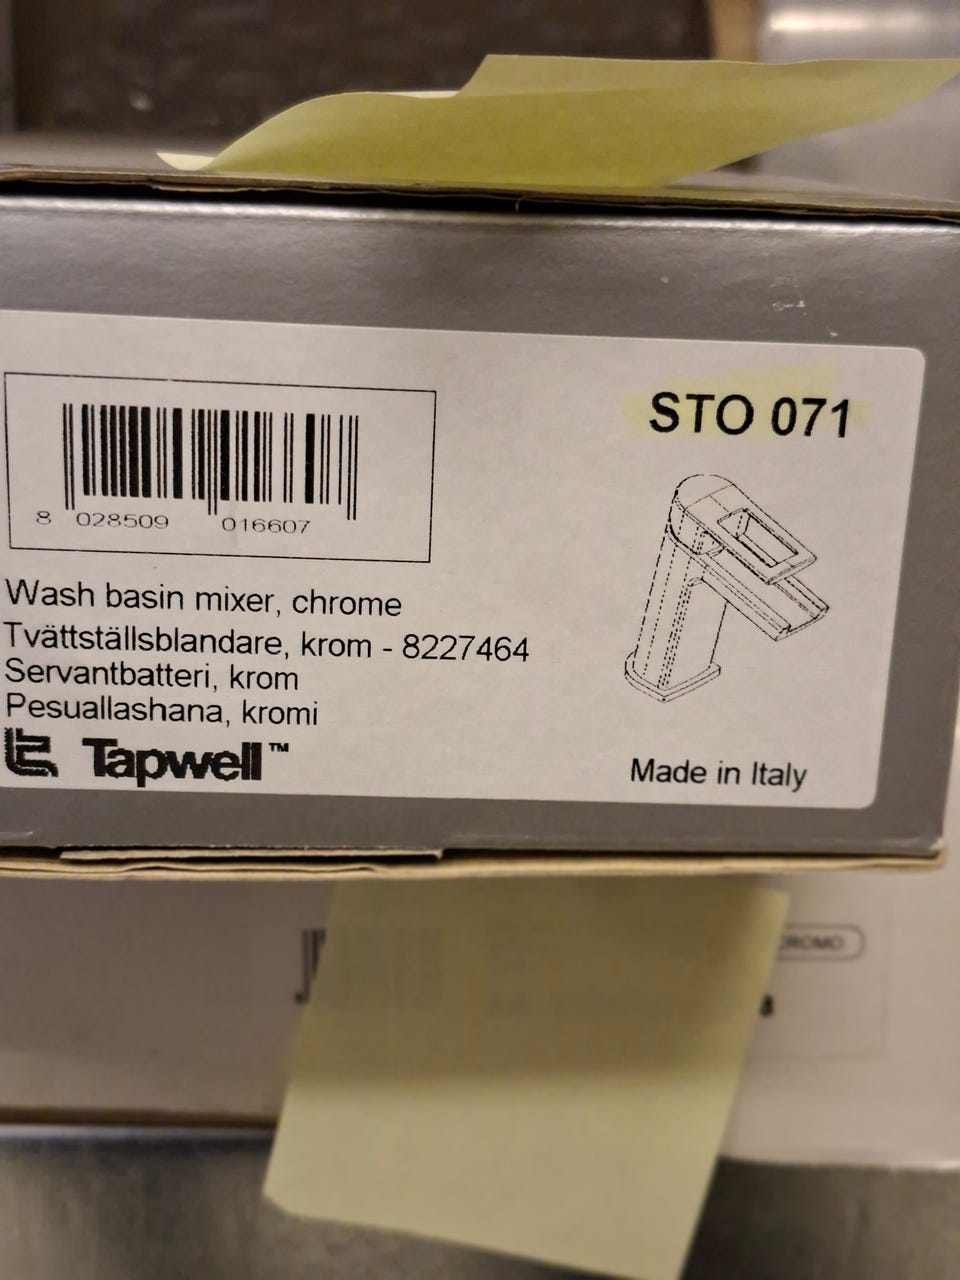 STO 071
8 028509 016607
Wash basin mixer, chrome
Tvättställsblandare, krom - 8227464
Servantbatteri, krom
Pesuallashana, kromi
Tapwell™
Made in Italy